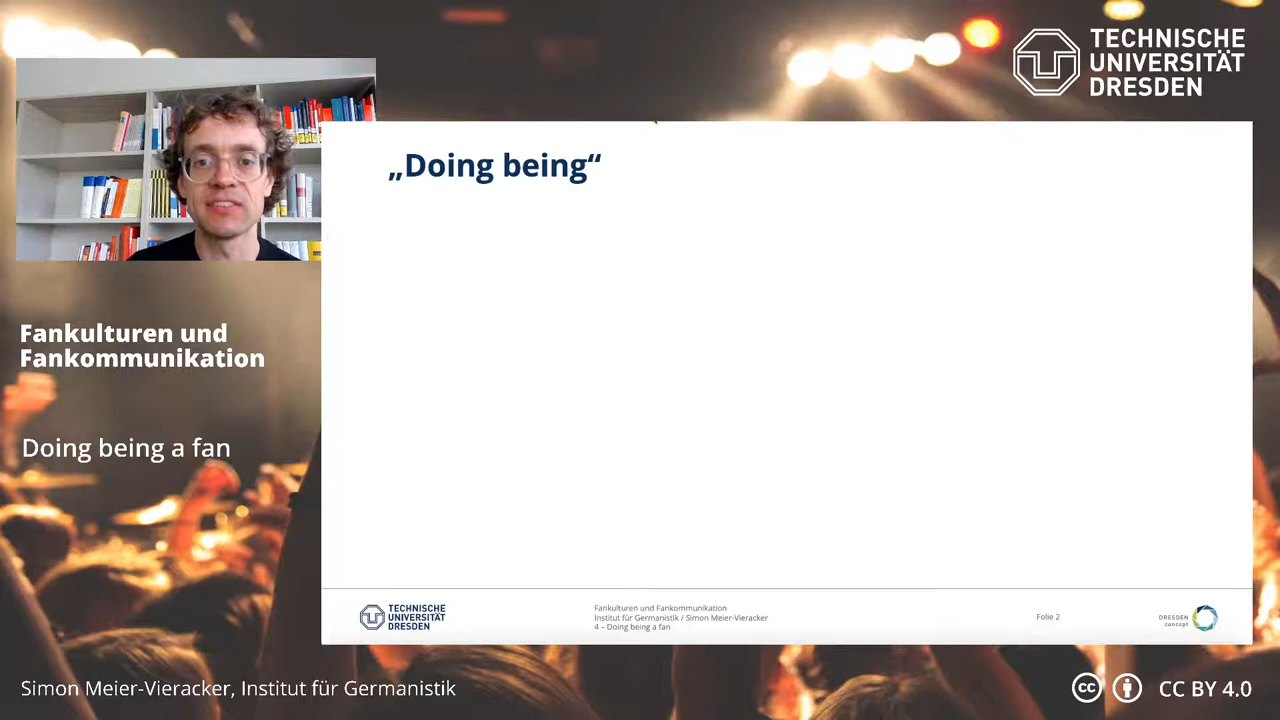 TECHNISCHE
UNIVERSITÄT
DRESDEN
„Doing being“
Fankulturen und
Fankommunikation
Doing being a fan
TECHNISCHE
UNIVERSITÄT
DRESDEN
Fankulturen und Fankommunikation
Institut für Germanistik / Simon Meier-Vieracker
4 – Doing being a fan
Folie 2
DRESDEN
concept
Simon Meier-Vieracker, Institut für Germanistik
cc
CC BY 4.0